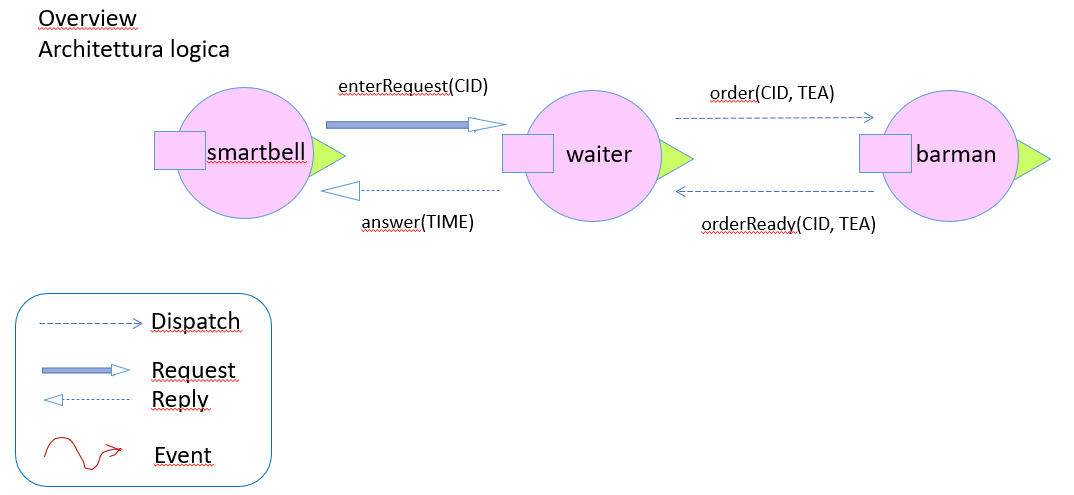 Overview
Architettura logica
enterRequest(CID)
order(CID, TEA)
smartbell
waiter
barman
answer(TIME)
orderReady(CID, TEA)
Dispatch
Request
Reply
Event